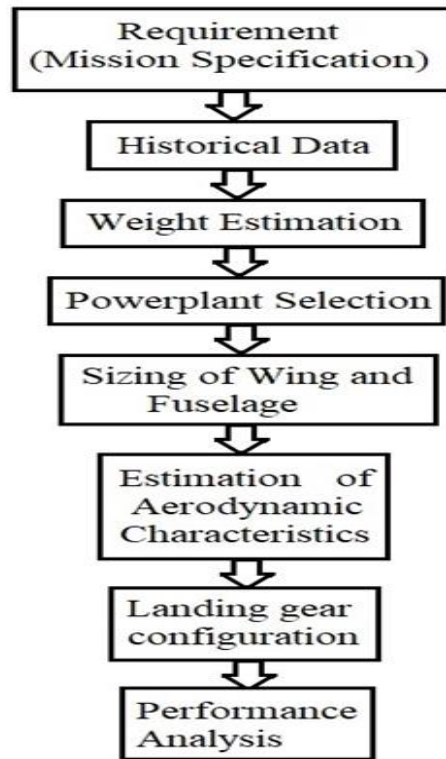 Requirement
(Mission Specification)
Historical Data
Weight Estimation
Powerplant Selection
Sizing of Wing and
Fuselage
Estimation of
Aerodynamic
Characteristics
Landing gear
configuration
Performance
Analysis